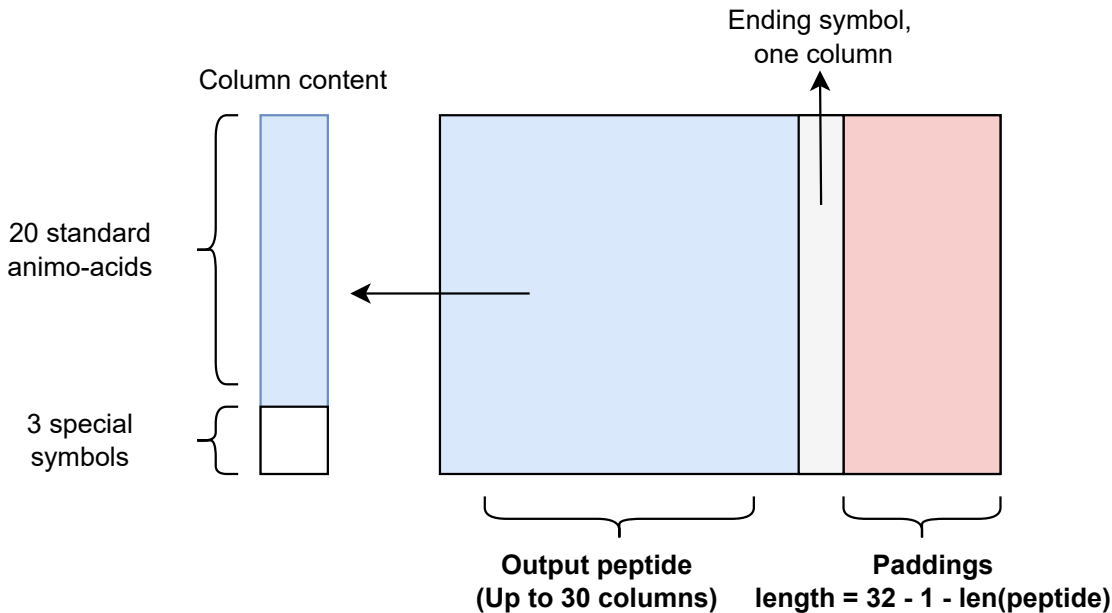 Ending symbol,
one column
Column content
20 standard
animo-acids
3 special
symbols
Output peptide
(Up to 30 columns)
Paddings
length = 32 - 1 - len(peptide)